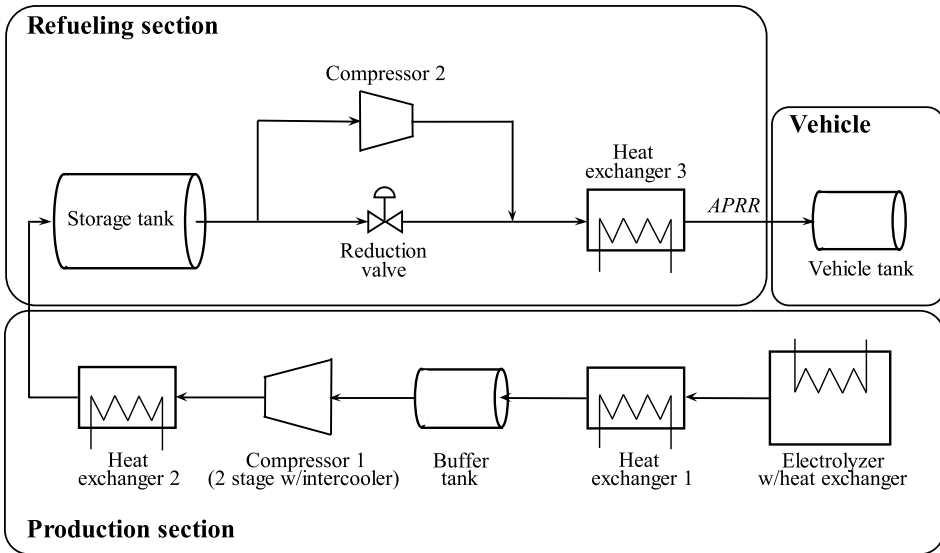 Refueling section
Compressor 2
Vehicle
Heat
exchanger 3
Storage tank
APRR
Reduction
valve
Vehicle tank
Heat
exchanger 2
Compressor 1
(2 stage w/intercooler)
Buffer
tank
Heat
exchanger 1
Electrolyzer
w/heat exchanger
Production section